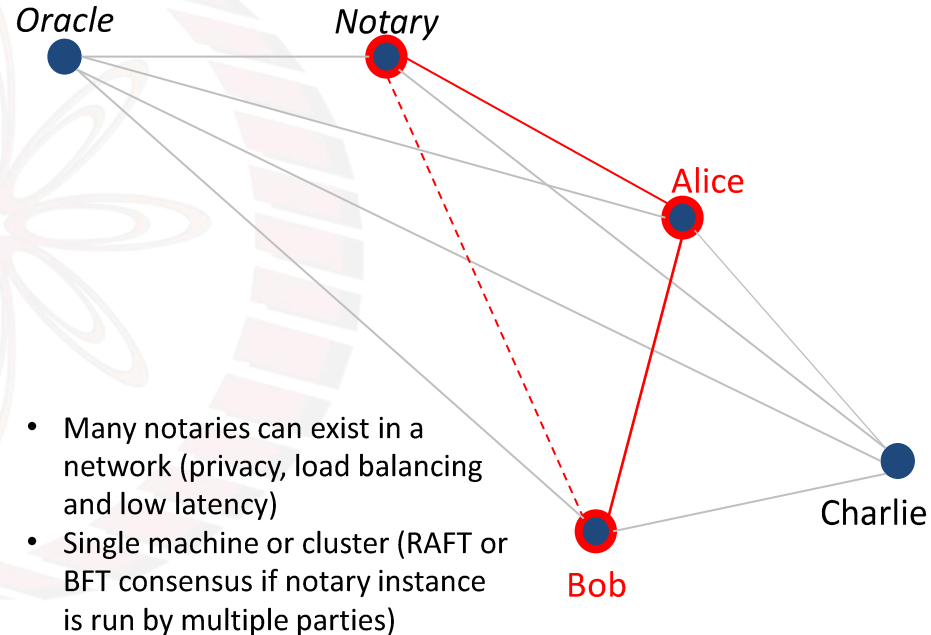 Oracle
Notary
Alice
• Many notaries can exist in a
network (privacy, load balancing
and low latency)
• Single machine or cluster (RAFT or
BFT consensus if notary instance
is run by multiple parties)
Charlie
Bob